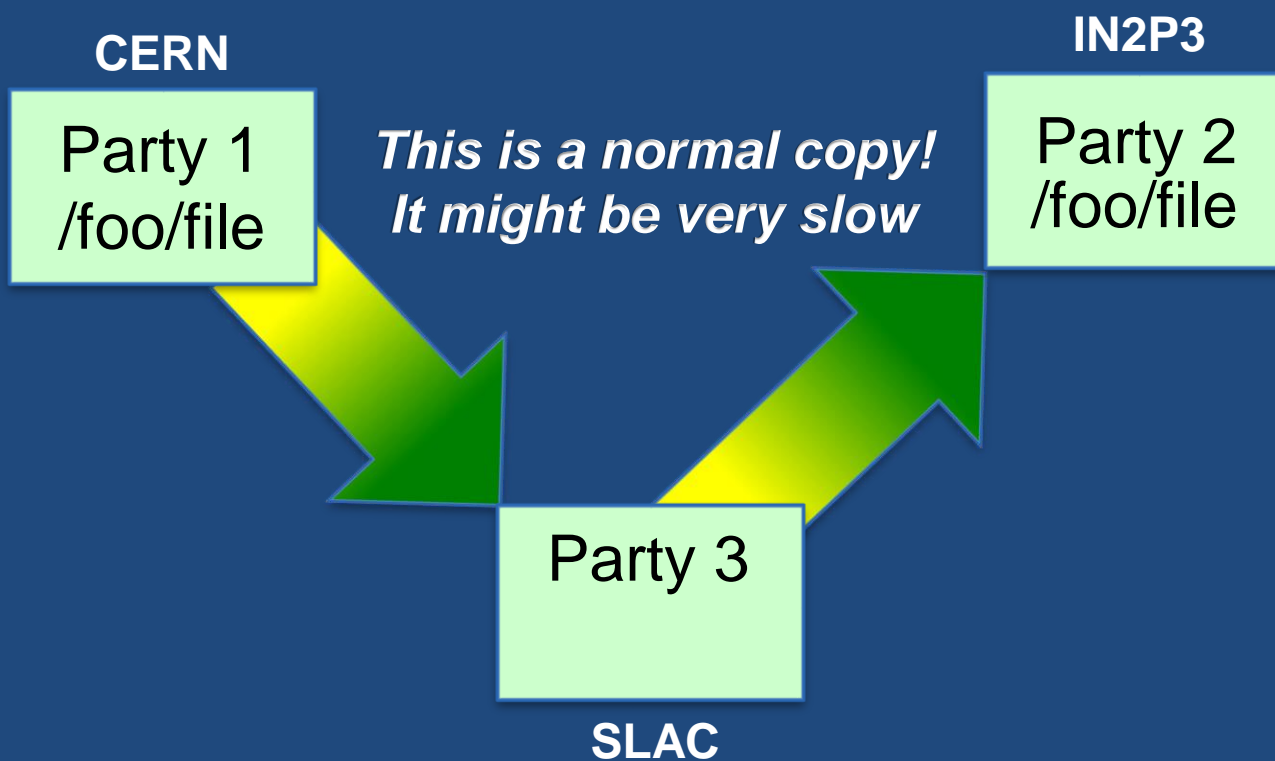 CERN
Party 1
/foo/file
This is a normal copy!
It might be very slow
IN2P3
Party 2
/foo/file
Party 3
SLAC